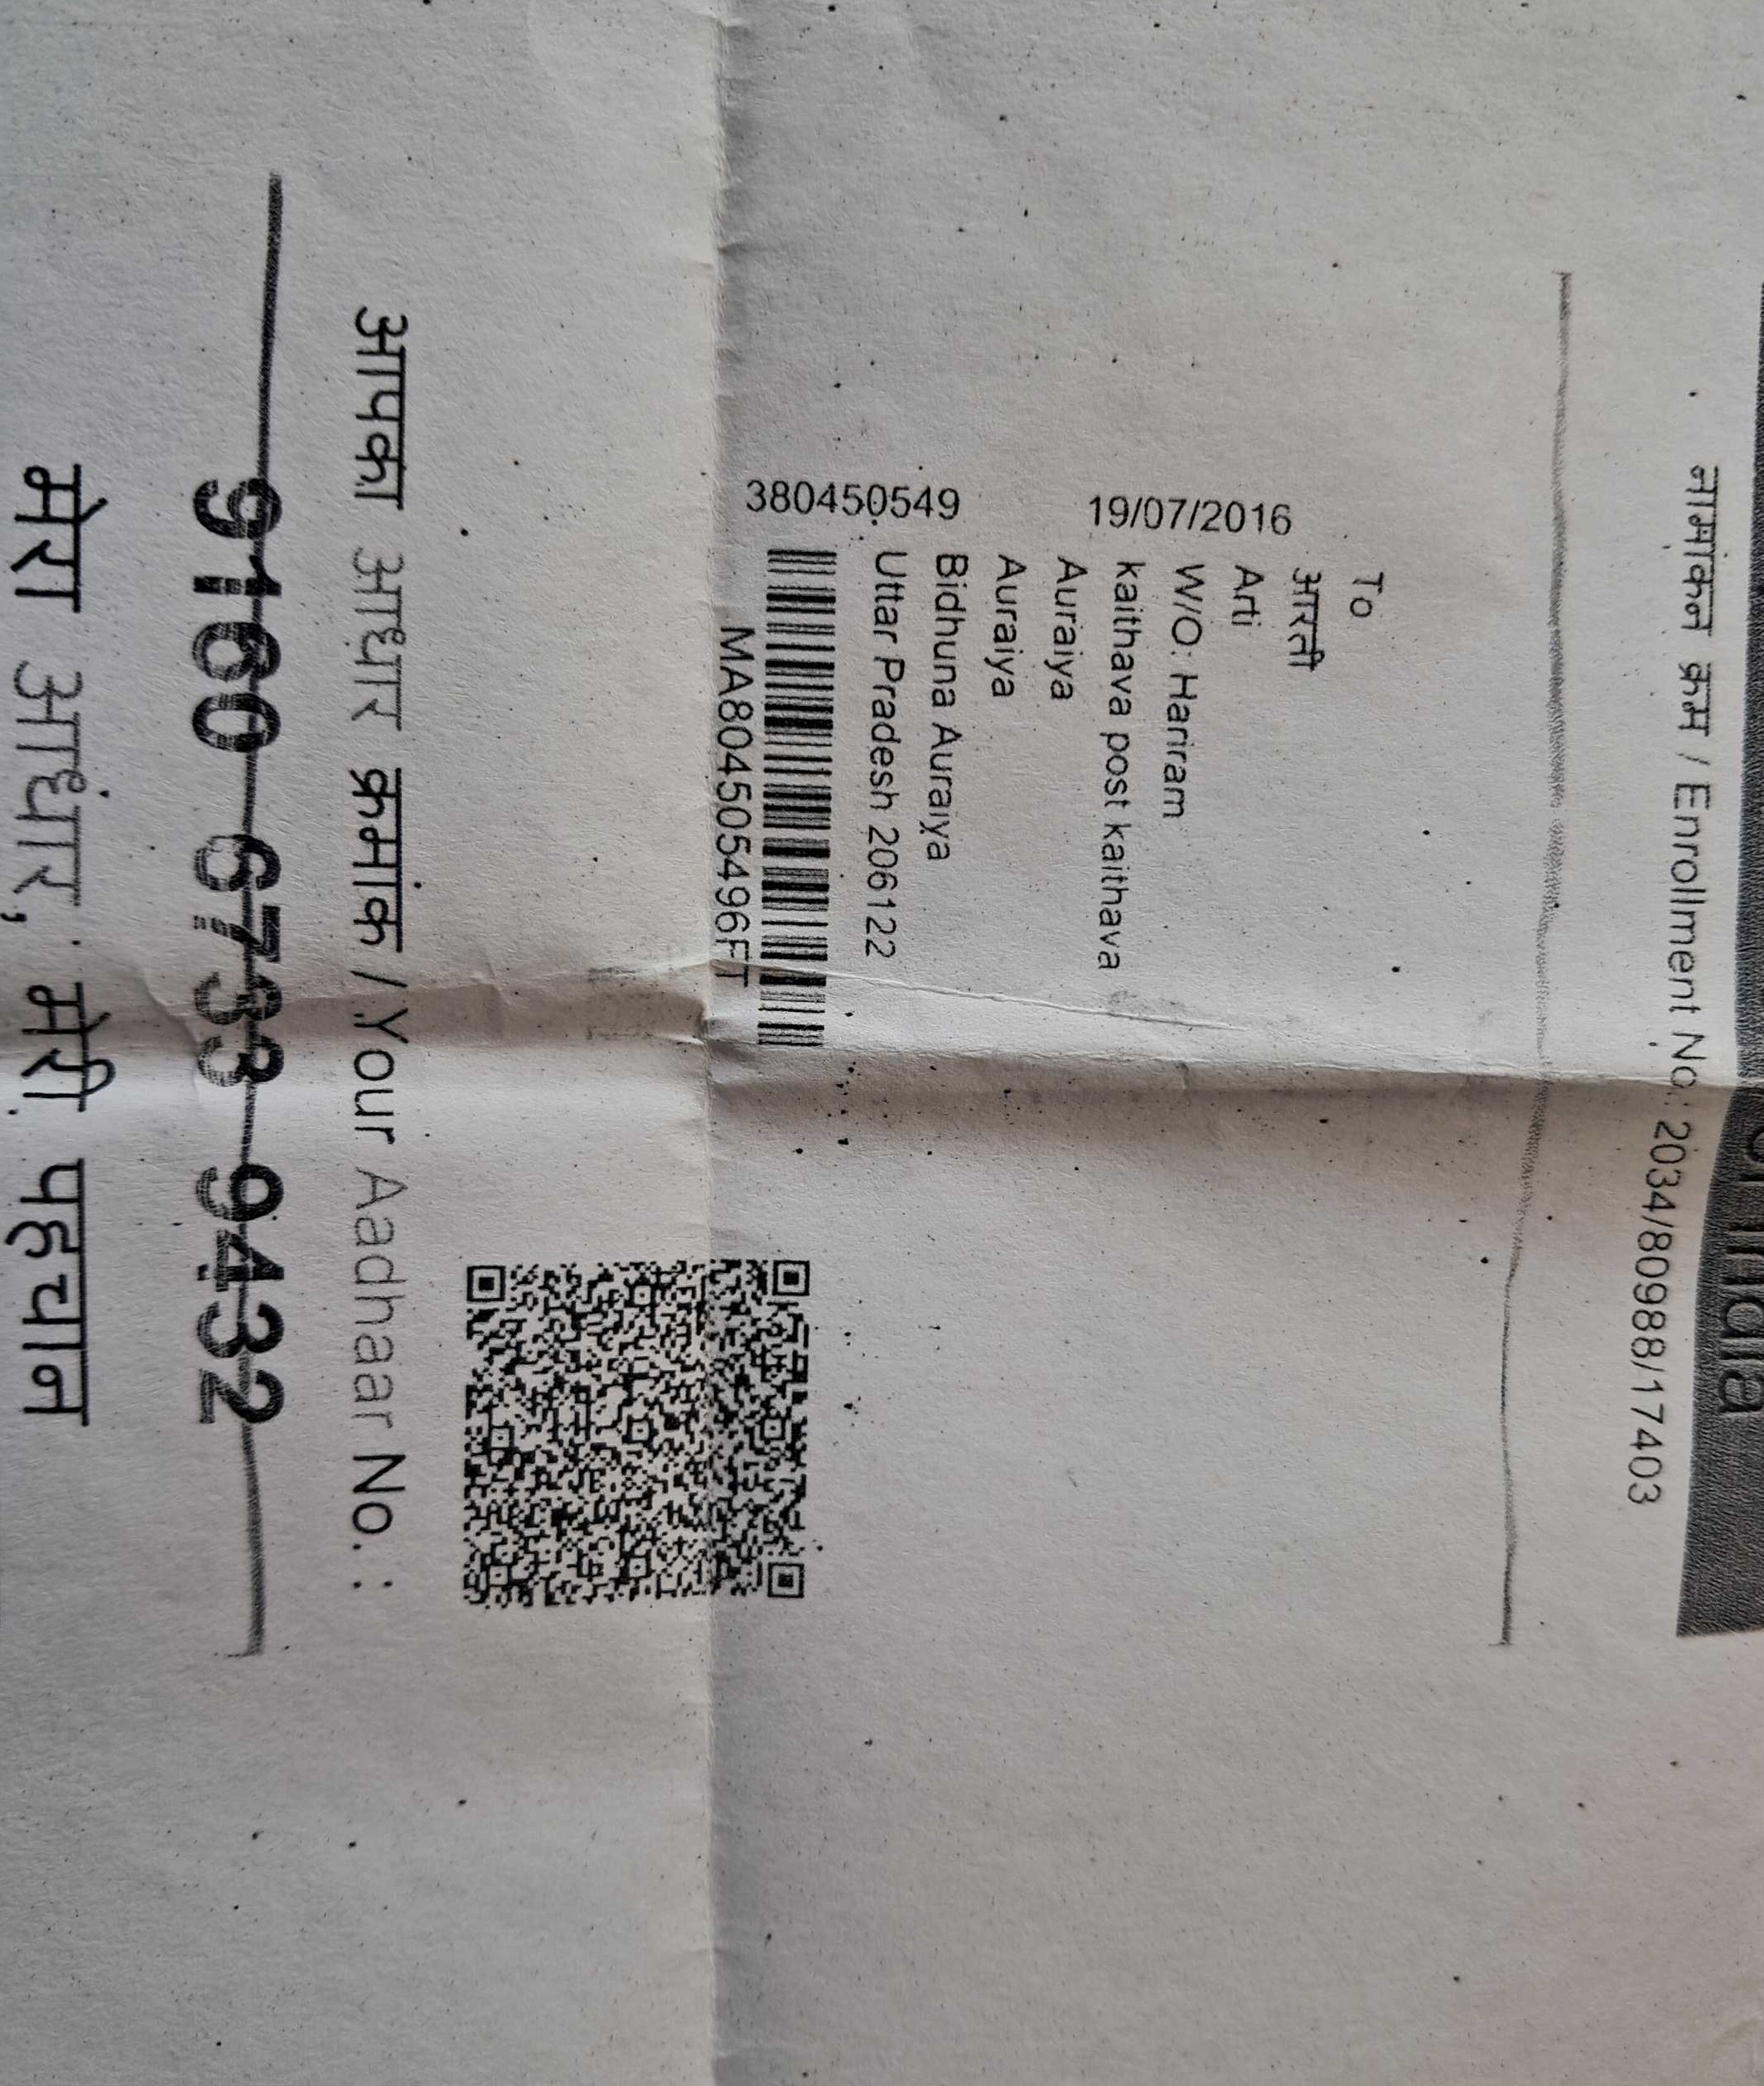 नामांकन क्रम / Enrollment No.: 2034/80988/17403
To
आरती
Arti
W/O: Hariram
kaithava post kaithava
Auraiya
Auraiya
Bidhuna Auraiya
Uttar Pradesh 206122
19/07/2016
380450549
MA804505496FT
आपका आधार क्रमांक / Your Aadhaar No. :
9160 6733 9432
मेरा आधार, मेरी पहचान